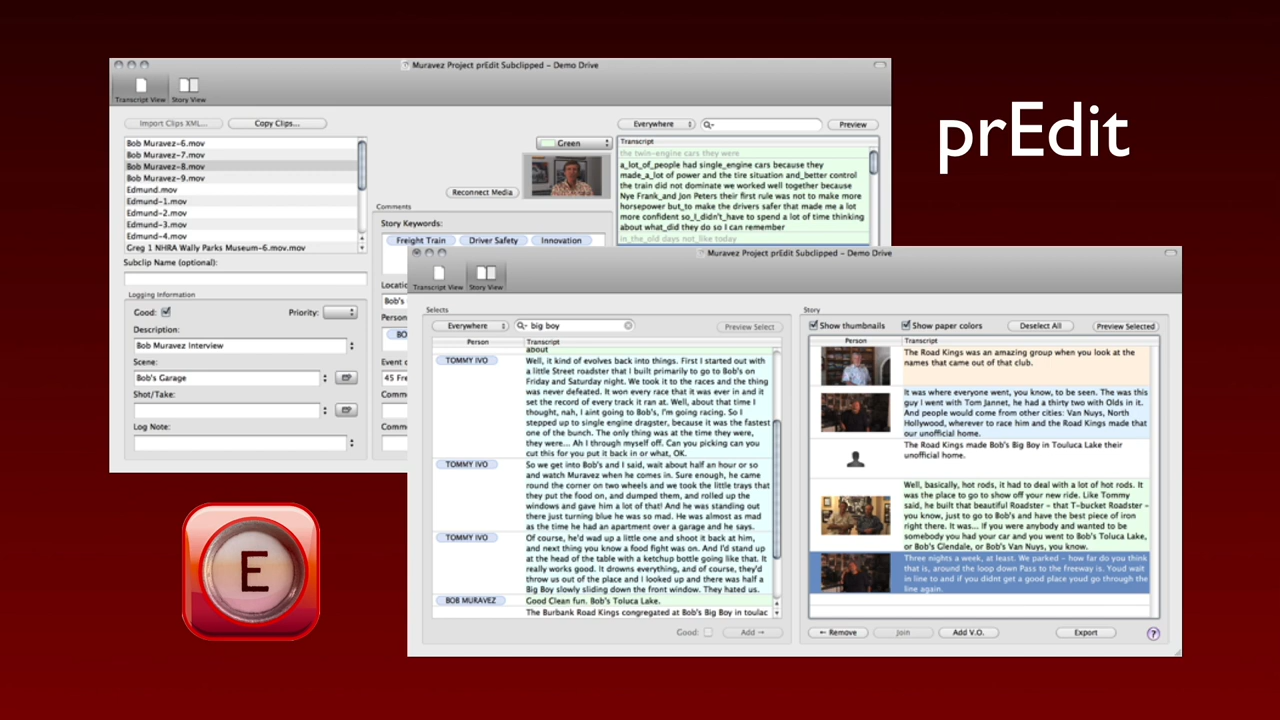 prEdit
Muravez Project prEdit Subclipped – Demo Drive
Transcript View Story View
Import Clips XML... Copy Clips...
Everywhere Preview
Bob Muravez-6.mov
Bob Muravez-7.mov
Bob Muravez-8.mov
Bob Muravez-9.mov
Edmund.mov
Edmund-1.mov
Edmund-2.mov
Edmund-3.mov
Edmund-4.mov
Greg 1 NHRA Wally Parks Museum-6.mov.mov
Subclip Name (optional):
Logging Information
Good: Priority:
Description:
Bob Muravez Interview
Scene:
Bob's Garage
Shot/Take:
Log Note:
Green
Reconnect Media
Comments
Story Keywords:
Freight Train Driver Safety Innovation
Locatio
Bob's
Person
BO
Event o
45 Fre
Comm
Comm
Transcript
the twin-engine cars they were
a_lot_of_people had single_engine cars because they
made_a_lot of power and the tire situation and_better control
the train did not dominate we worked well together because
Nye Frank_and Jon Peters their first rule was not to make more
horsepower but_to make the drivers safer that made me a lot
more confident so_I_didn't_have to spend a lot of time thinking
about what_did they do so I can remember
in_the_old days not_like today
Muravez Project prEdit Subclipped – Demo Drive
Transcript View Story View
Selects
Everywhere big boy Preview Select
Person Transcript
about
TOMMY IVO Well, it kind of evolves back into things. First I started out with
a little Street roadster that I built primarily to go to Bob's on
Friday and Saturday night. We took it to the races and the thing
was never defeated. It won every race that it was ever in and it
set the record of every track it ran at. Well, about that time I
thought, nah, I aint going to Bob's, I'm going racing. So I
stepped up to single engine dragster, because it was the fastest
one of the bunch. The only thing was at the time they were,
they were... Ah I through myself off. Can you picking can you
cut this for you put it back in or what, OK.
TOMMY IVO So we get into Bob's and I said, wait about half an hour or so
and watch Muravez when he comes in. Sure enough, he came
round the corner on two wheels and we took the little trays that
they put the food on, and dumped them, and rolled up the
windows and gave him a lot of that! And he was standing out
there just turning blue he was so mad. He was almost as mad
as the time he had an apartment over a garage and he says.
TOMMY IVO Of course, he'd wad up a little one and shoot it back at him,
and next thing you know a food fight was on. And I'd stand up
at the head of the table with a ketchup bottle going like that. It
really works good. It drowns everything, and of course, they'd
throw us out of the place and I looked up and there was half a
Big Boy slowly sliding down the front window. They hated us.
BOB MURAVEZ Good Clean fun. Bob's Toluca Lake.
The Burbank Road Kings congregated at Bob's Big Boy in toulac
Good: Add →
Story
Show thumbnails Show paper colors Deselect All Preview Selected
Person Transcript
The Road Kings was an amazing group when you look at the
names that came out of that club.
It was where everyone went, you know, to be seen. The was this
guy I went with Tom Jannet, he had a thirty two with Olds in it.
And people would come from other cities: Van Nuys, North
Hollywood, wherever to race him and the Road Kings made that
our unofficial home.
The Road Kings made Bob's Big Boy in Touluca Lake their
unofficial home.
Well, basically, hot rods, it had to deal with a lot of hot rods. It
was the place to go to show off your new ride. Like Tommy
said, he built that beautiful Roadster – that T-bucket Roadster –
you know, just to go to Bob's and have the best piece of iron
right there. It was... If you were anybody and wanted to be
somebody you had your car and you went to Bob's Toluca Lake,
or Bob's Glendale, or Bob's Van Nuys, you know.
Three nights a week, at least. We parked – how far do you think
that is, around the loop down Pass to the freeway is. Youd wait
in line to and if you didnt get a good place youd go through the
line again.
← Remove Join Add V.O. Export ?
E